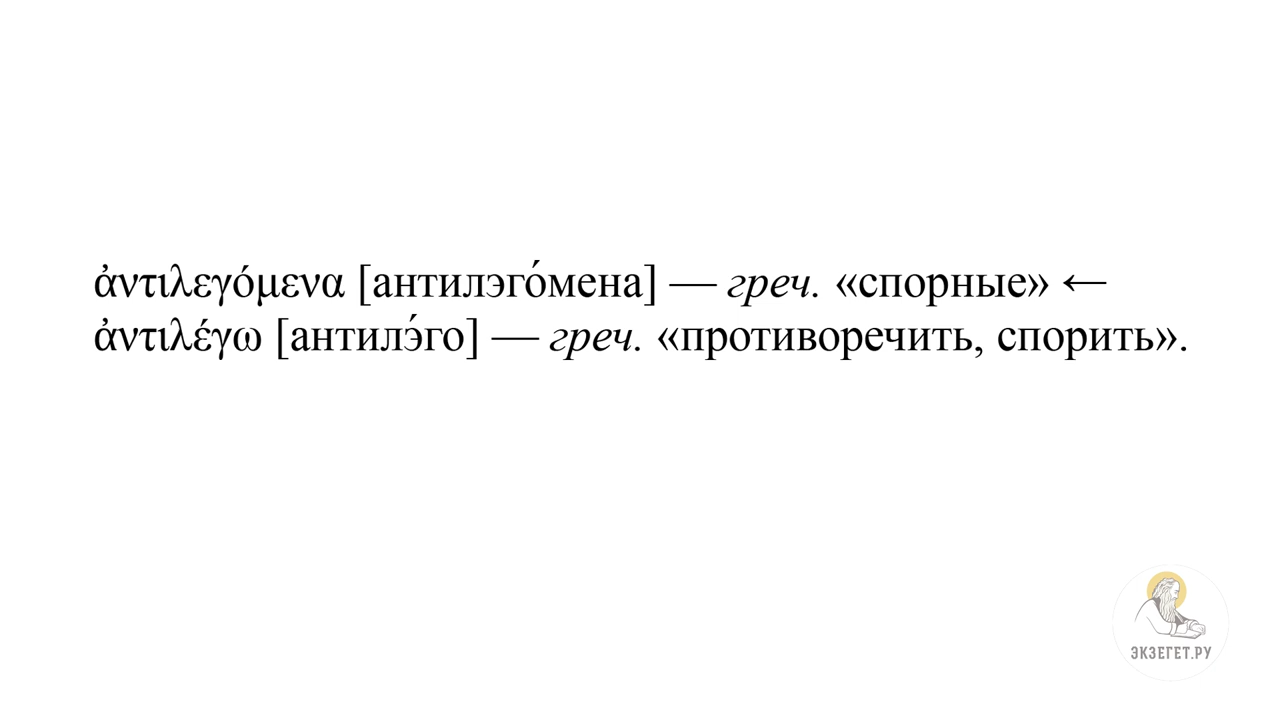 ἀντιλεγόμενα [антилэго́мена] — греч. «спорные» ←
ἀντιλέγω [антилэ́го] — греч. «противоречить, спорить».
ЭКЗЕГЕТ.РУ